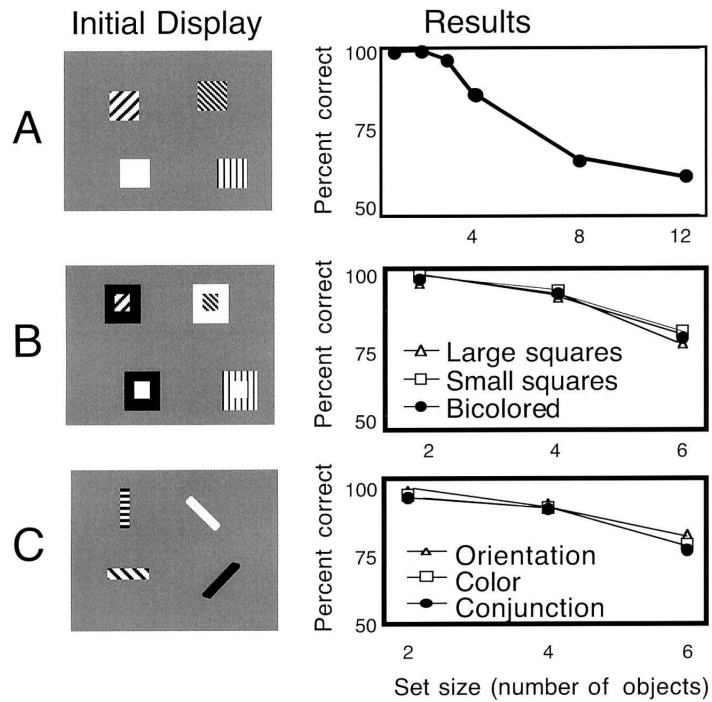 Initial Display
Results
A
Percent correct
100
75
50
4
8
12
B
Percent correct
100
75
50
Large squares
Small squares
Bicolored
2
4
6
C
Percent correct
100
75
50
Orientation
Color
Conjunction
2
4
6
Set size (number of objects)